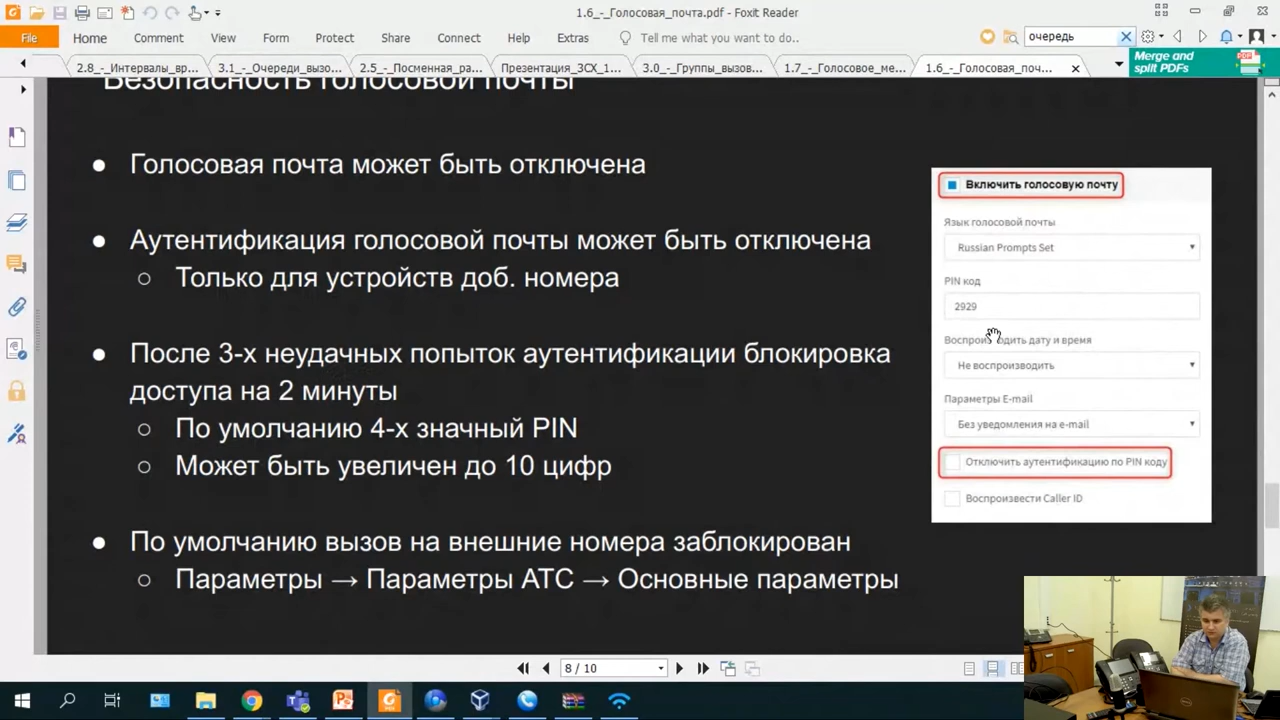 1.6_-_Голосовая_почта.pdf - Foxit Reader
File Home Comment View Form Protect Share Connect Help Extras Tell me what you want to do.. очередь
2.8_-_Интервалы_вр... 3.1_-_Очереди_вызо... 2.5_-_Посменная_ра... Презентация_3CX_1... 3.0_-_Группы_вызов... 1.7_-_Голосовое_ме... 1.6_-_Голосовая_поч...
Merge and
split PDFs
Безопасность голосовой почты
● Голосовая почта может быть отключена
● Аутентификация голосовой почты может быть отключена
○ Только для устройств доб. номера
● После 3-х неудачных попыток аутентификации блокировка
доступа на 2 минуты
○ По умолчанию 4-х значный PIN
○ Может быть увеличен до 10 цифр
● По умолчанию вызов на внешние номера заблокирован
○ Параметры → Параметры АТС → Основные параметры
Включить голосовую почту
Язык голосовой почты
Russian Prompts Set
PIN код
2929
Воспроизводить дату и время
Не воспроизводить
Параметры E-mail
Без уведомления на e-mail
Отключить аутентификацию по PIN коду
Воспроизвести Caller ID
8 / 10